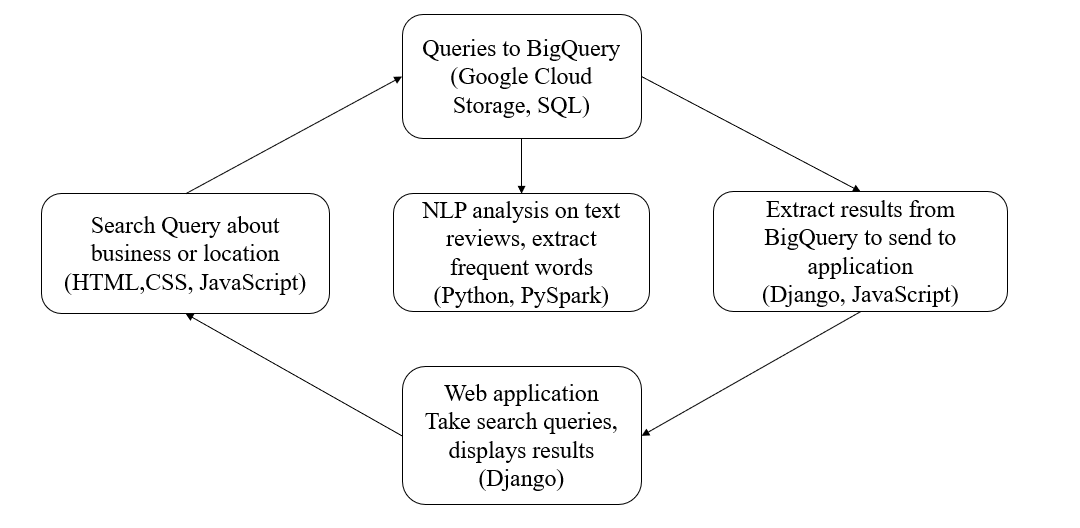 Queries to BigQuery
(Google Cloud
Storage, SQL)
Search Query about
business or location
(HTML,CSS, JavaScript)
NLP analysis on text
reviews, extract
frequent words
(Python, PySpark)
Extract results from
BigQuery to send to
application
(Django, JavaScript)
Web application
Take search queries,
displays results
(Django)